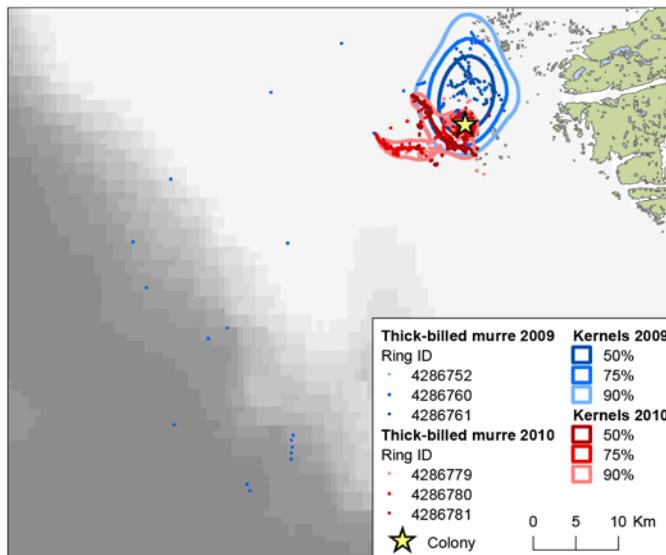 Thick-billed murre 2009
Ring ID
4286752
4286760
4286761
Thick-billed murre 2010
Ring ID
4286779
4286780
4286781
Colony
Kernels 2009
50%
75%
90%
Kernels 2010
50%
75%
90%
0 5 10 Km